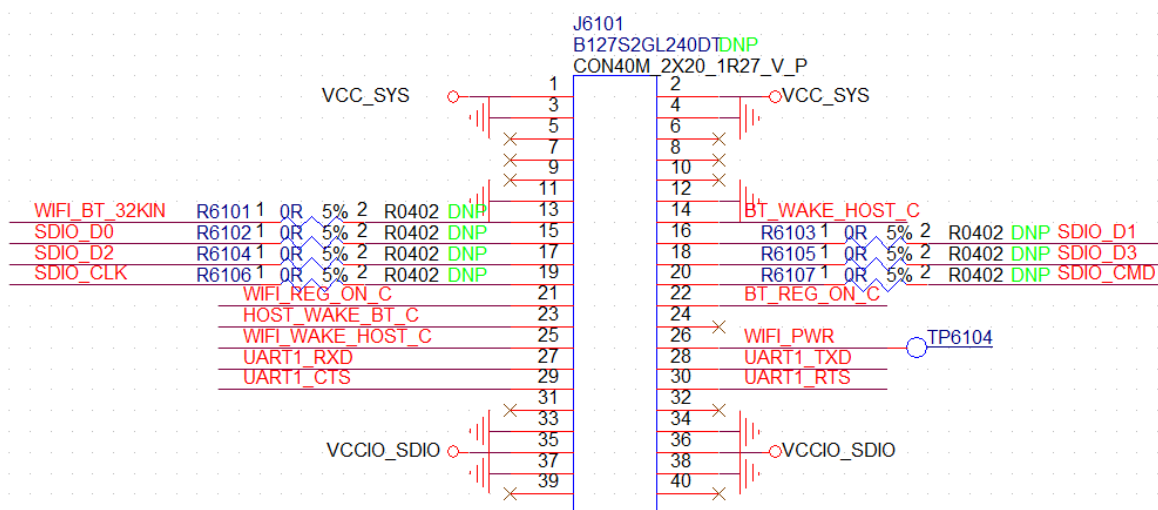 J6101
B127S2GL240DT DNP
CON40M_2X20_1R27_V_P
VCC_SYS 1 2 VCC_SYS
3 4
5 6
7 8
9 10
11 12
WIFI_BT_32KIN R6101 1 0R 5% 2 R0402 DNP 13 14 BT_WAKE_HOST_C
SDIO_D0 R6102 1 0R 5% 2 R0402 DNP 15 16 R6103 1 0R 5% 2 R0402 DNP SDIO_D1
SDIO_D2 R6104 1 0R 5% 2 R0402 DNP 17 18 R6105 1 0R 5% 2 R0402 DNP SDIO_D3
SDIO_CLK R6106 1 0R 5% 2 R0402 DNP 19 20 R6107 1 0R 5% 2 R0402 DNP SDIO_CMD
WIFI_REG_ON_C 21 22 BT_REG_ON_C
HOST_WAKE_BT_C 23 24
WIFI_WAKE_HOST_C 25 26 WIFI_PWR TP6104
UART1_RXD 27 28 UART1_TXD
UART1_CTS 29 30 UART1_RTS
31 32
33 34
VCCIO_SDIO 35 36 VCCIO_SDIO
37 38
39 40